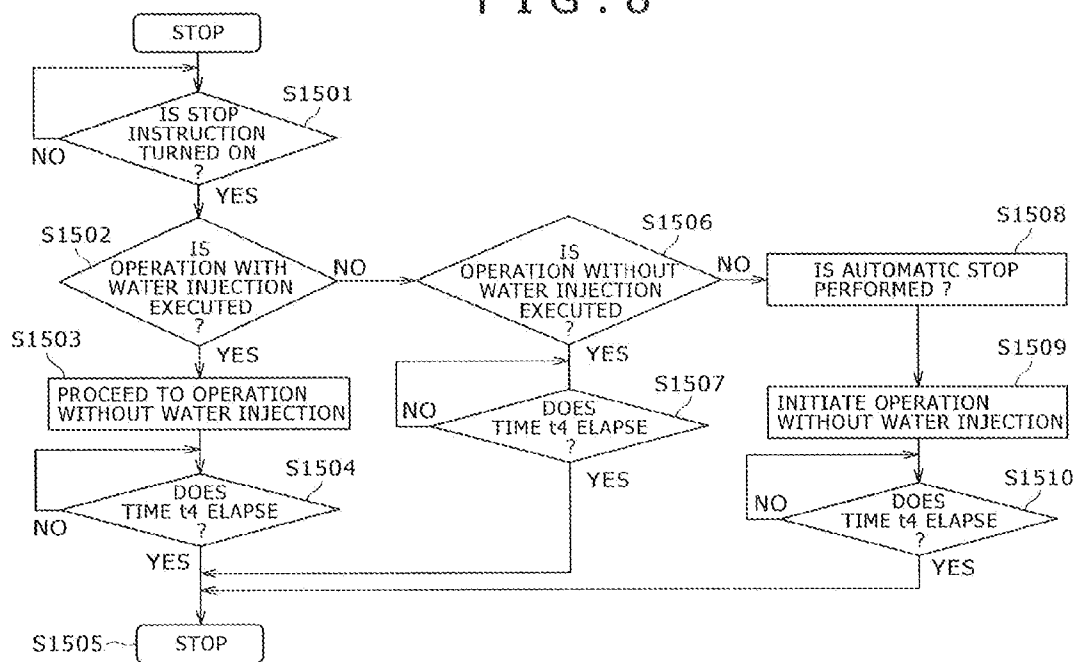 FIG. 8
STOP
S1501
IS STOP
INSTRUCTION
TURNED ON
?
NO
YES
S1502
IS
OPERATION WITH
WATER INJECTION
EXECUTED
?
NO
YES
S1506
IS
OPERATION WITHOUT
WATER INJECTION
EXECUTED
?
NO
YES
S1508
IS AUTOMATIC STOP
PERFORMED ?
S1503
PROCEED TO OPERATION
WITHOUT WATER INJECTION
S1507
DOES
TIME t4 ELAPSE
?
NO
YES
S1509
INITIATE OPERATION
WITHOUT WATER INJECTION
S1504
DOES
TIME t4 ELAPSE
?
NO
YES
S1510
DOES
TIME t4 ELAPSE
?
NO
YES
S1505
STOP